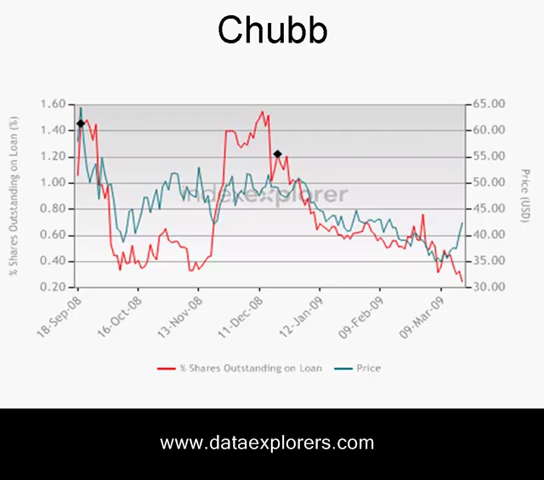 Chubb
1.60
1.40
1.20
1.00
0.80
0.60
0.40
0.20
% Shares Outstanding on Loan (%)
65.00
60.00
55.00
50.00
45.00
40.00
35.00
30.00
Price (USD)
dataexplorer
18-Sep-08
16-Oct-08
13-Nov-08
11-Dec-08
12-Jan-09
09-Feb-09
09-Mar-09
% Shares Outstanding on Loan
Price
www.dataexplorers.com